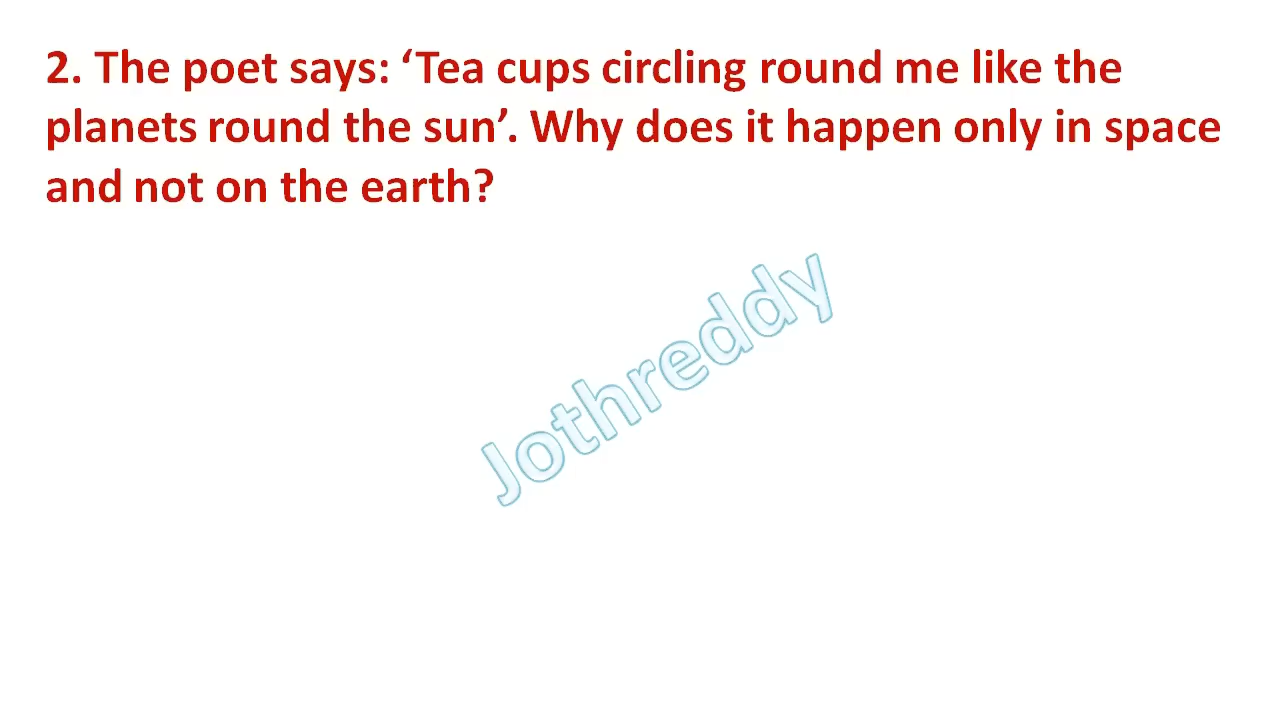 2. The poet says: ‘Tea cups circling round me like the
planets round the sun’. Why does it happen only in space
and not on the earth?
Jothreddy